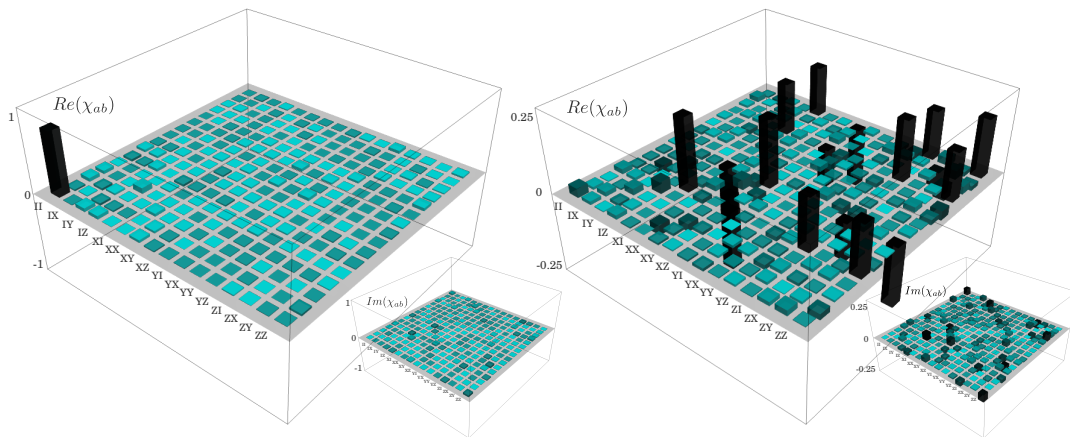 Re(χab)
1
0
-1
II
IX
IY
IZ
XI
XX
XY
XZ
YI
YX
YY
YZ
ZI
ZX
ZY
ZZ
Im(χab)
1
0
-1
Re(χab)
0.25
0
-0.25
II
IX
IY
IZ
XI
XX
XY
XZ
YI
YX
YY
YZ
ZI
ZX
ZY
ZZ
Im(χab)
0.25
0
-0.25